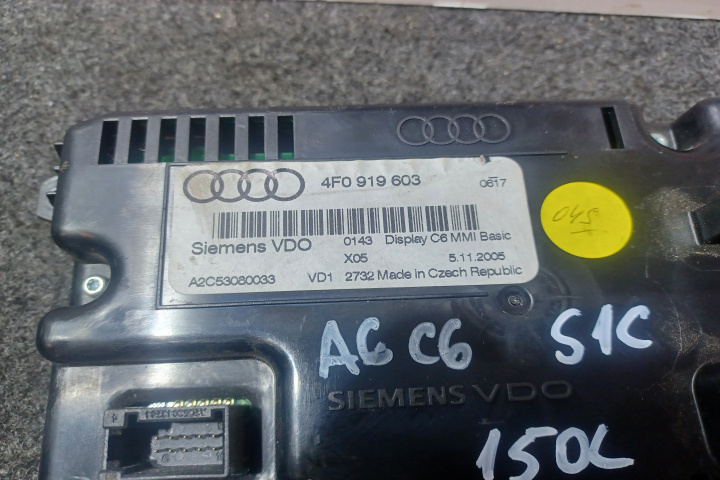 4F0 919 603 0617
Siemens VDO 0143 Display C6 MMI Basic
X05 5.11.2005
A2C53080033 VD1 2732 Made in Czech Republic
045
A6 C6 S1C
SIEMENS VDO